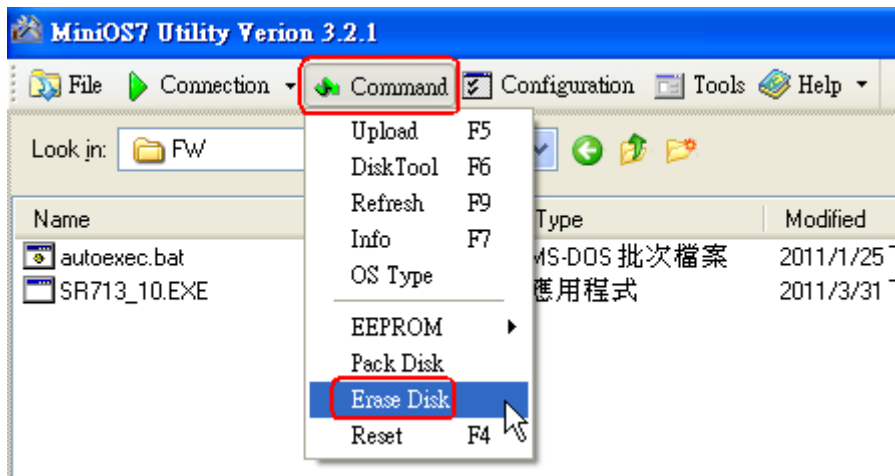 MiniOS7 Utility Verion 3.2.1
File Connection Command Configuration Tools Help
Look in: FW
Upload F5
DiskTool F6
Refresh F9
Info F7
OS Type
EEPROM
Pack Disk
Erase Disk
Reset F4
Name Type Modified
autoexec.bat MS-DOS 批次檔案 2011/1/25
SR713_10.EXE 應用程式 2011/3/31